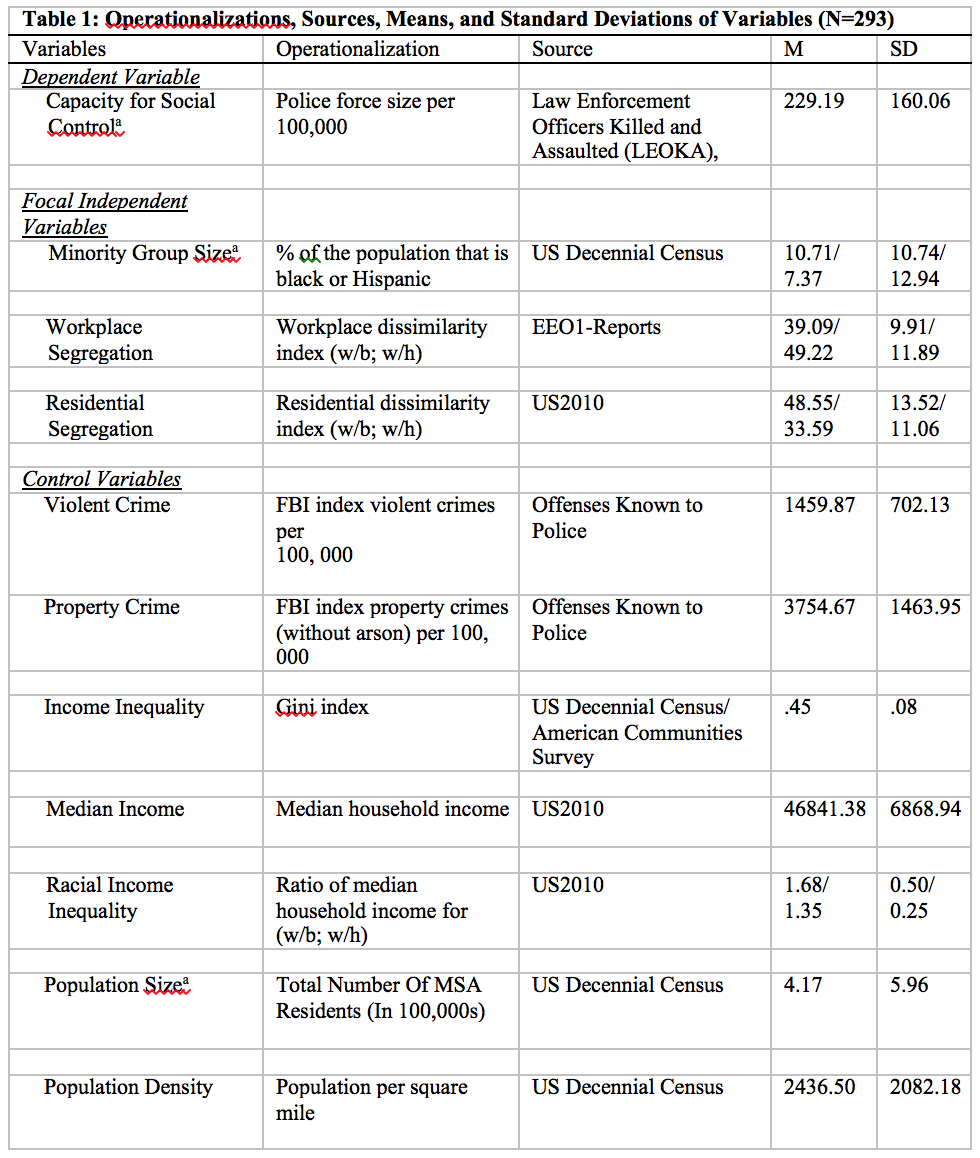 Table 1: Operationalizations, Sources, Means, and Standard Deviations of Variables (N=293)
Variables Operationalization Source M SD
Dependent Variable
Capacity for Social Police force size per Law Enforcement 229.19 160.06
Controlª 100,000 Officers Killed and
Assaulted (LEOKA),
Focal Independent
Variables
Minority Group Sizeª % of the population that is US Decennial Census 10.71/ 10.74/
black or Hispanic 7.37 12.94
Workplace Workplace dissimilarity EEO1-Reports 39.09/ 9.91/
Segregation index (w/b; w/h) 49.22 11.89
Residential Residential dissimilarity US2010 48.55/ 13.52/
Segregation index (w/b; w/h) 33.59 11.06
Control Variables
Violent Crime FBI index violent crimes Offenses Known to 1459.87 702.13
per Police
100, 000
Property Crime FBI index property crimes Offenses Known to 3754.67 1463.95
(without arson) per 100, Police
000
Income Inequality Gini index US Decennial Census/ .45 .08
American Communities
Survey
Median Income Median household income US2010 46841.38 6868.94
Racial Income Ratio of median US2010 1.68/ 0.50/
Inequality household income for 1.35 0.25
(w/b; w/h)
Population Sizeª Total Number Of MSA US Decennial Census 4.17 5.96
Residents (In 100,000s)
Population Density Population per square US Decennial Census 2436.50 2082.18
mile